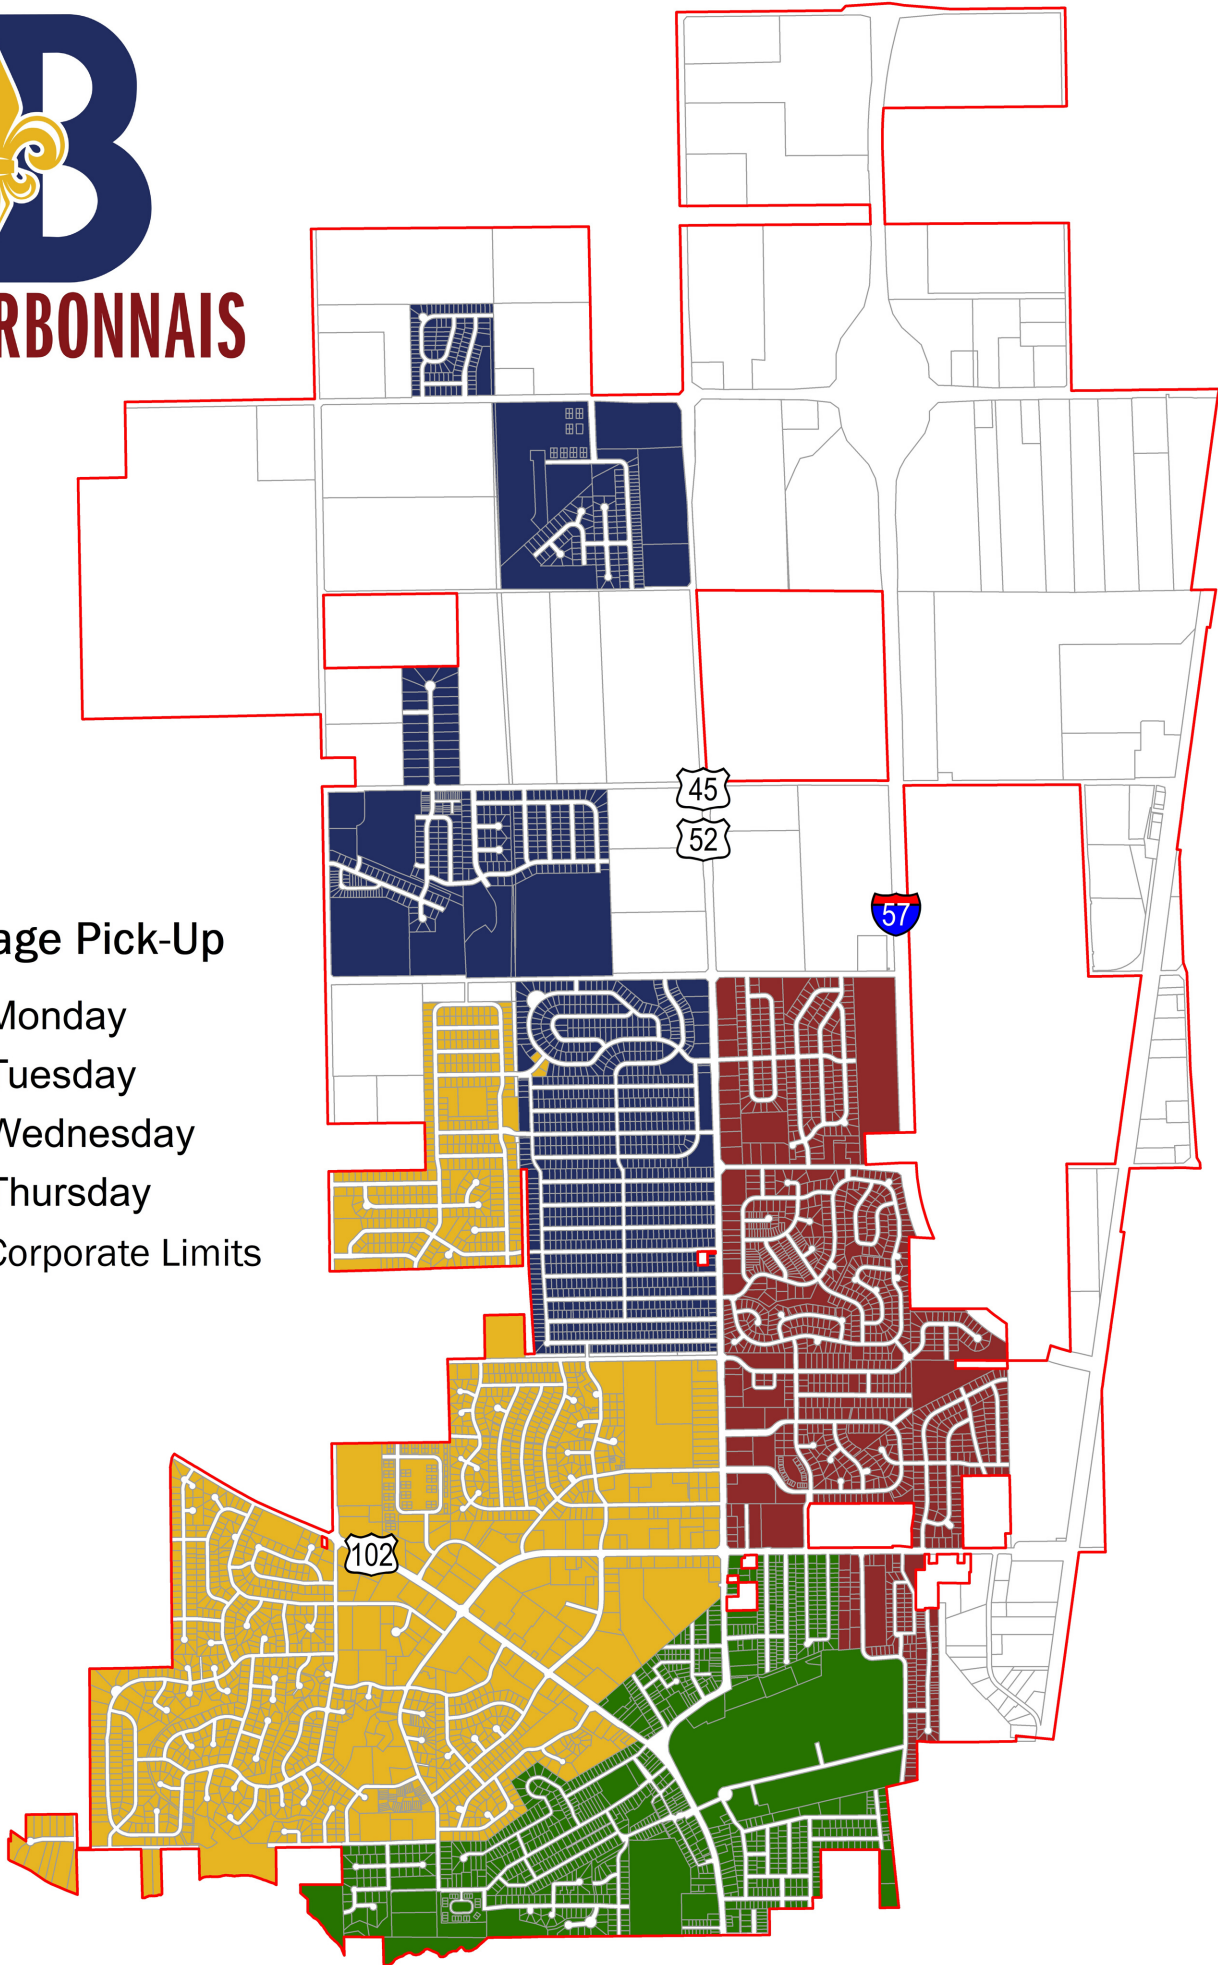 B
RBONNAIS
45
52
57
age Pick-Up
Monday
Tuesday
Wednesday
Thursday
Corporate Limits
102